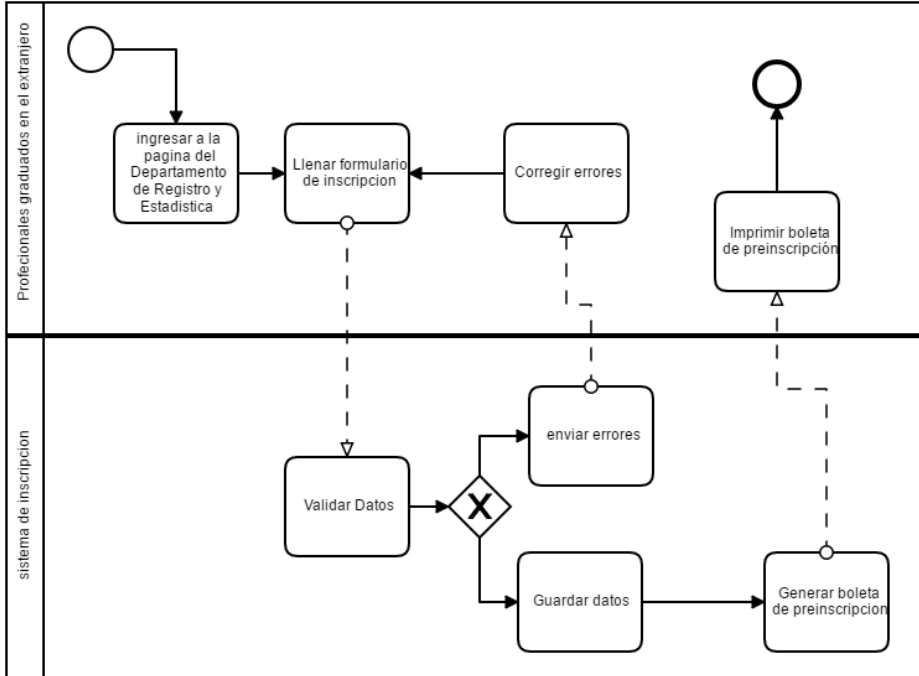 Profecionales graduados en el extranjero
ingresar a la
pagina del
Departamento
de Registro y
Estadistica
Llenar formulario
de inscripcion
Corregir errores
Imprimir boleta
de preinscripción
sistema de inscripcion
Validar Datos
X
enviar errores
Guardar datos
Generar boleta
de preinscripcion